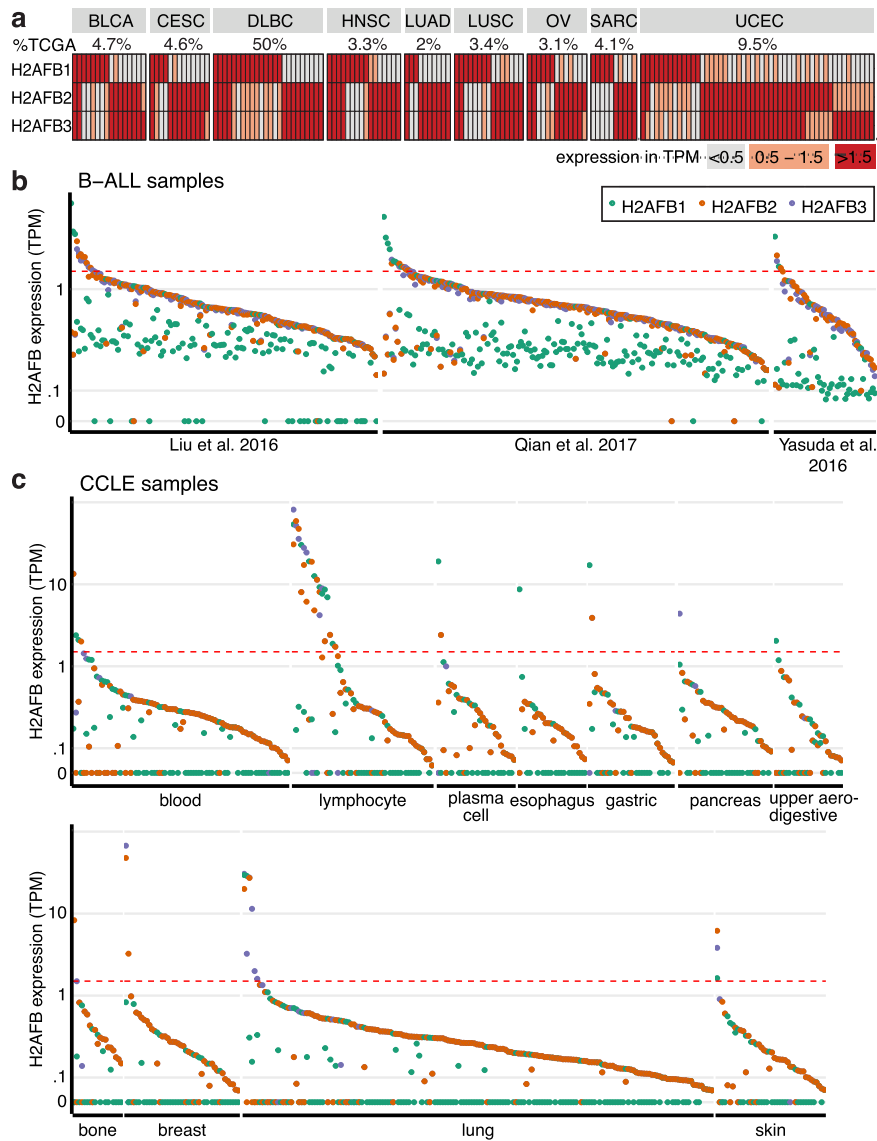 a
BLCA CESC DLBC HNSC LUAD LUSC OV SARC UCEC
%TCGA 4.7% 4.6% 50% 3.3% 2% 3.4% 3.1% 4.1% 9.5%
H2AFB1
H2AFB2
H2AFB3
expression in TPM <0.5 0.5 – 1.5 >1.5
b B–ALL samples
H2AFB1 H2AFB2 H2AFB3
H2AFB expression (TPM)
1
.1
0
Liu et al. 2016 Qian et al. 2017 Yasuda et al.
2016
c CCLE samples
H2AFB expression (TPM)
10
1
.1
0
blood lymphocyte plasma esophagus gastric pancreas upper aero-
cell digestive
H2AFB expression (TPM)
10
1
.1
0
bone breast lung skin